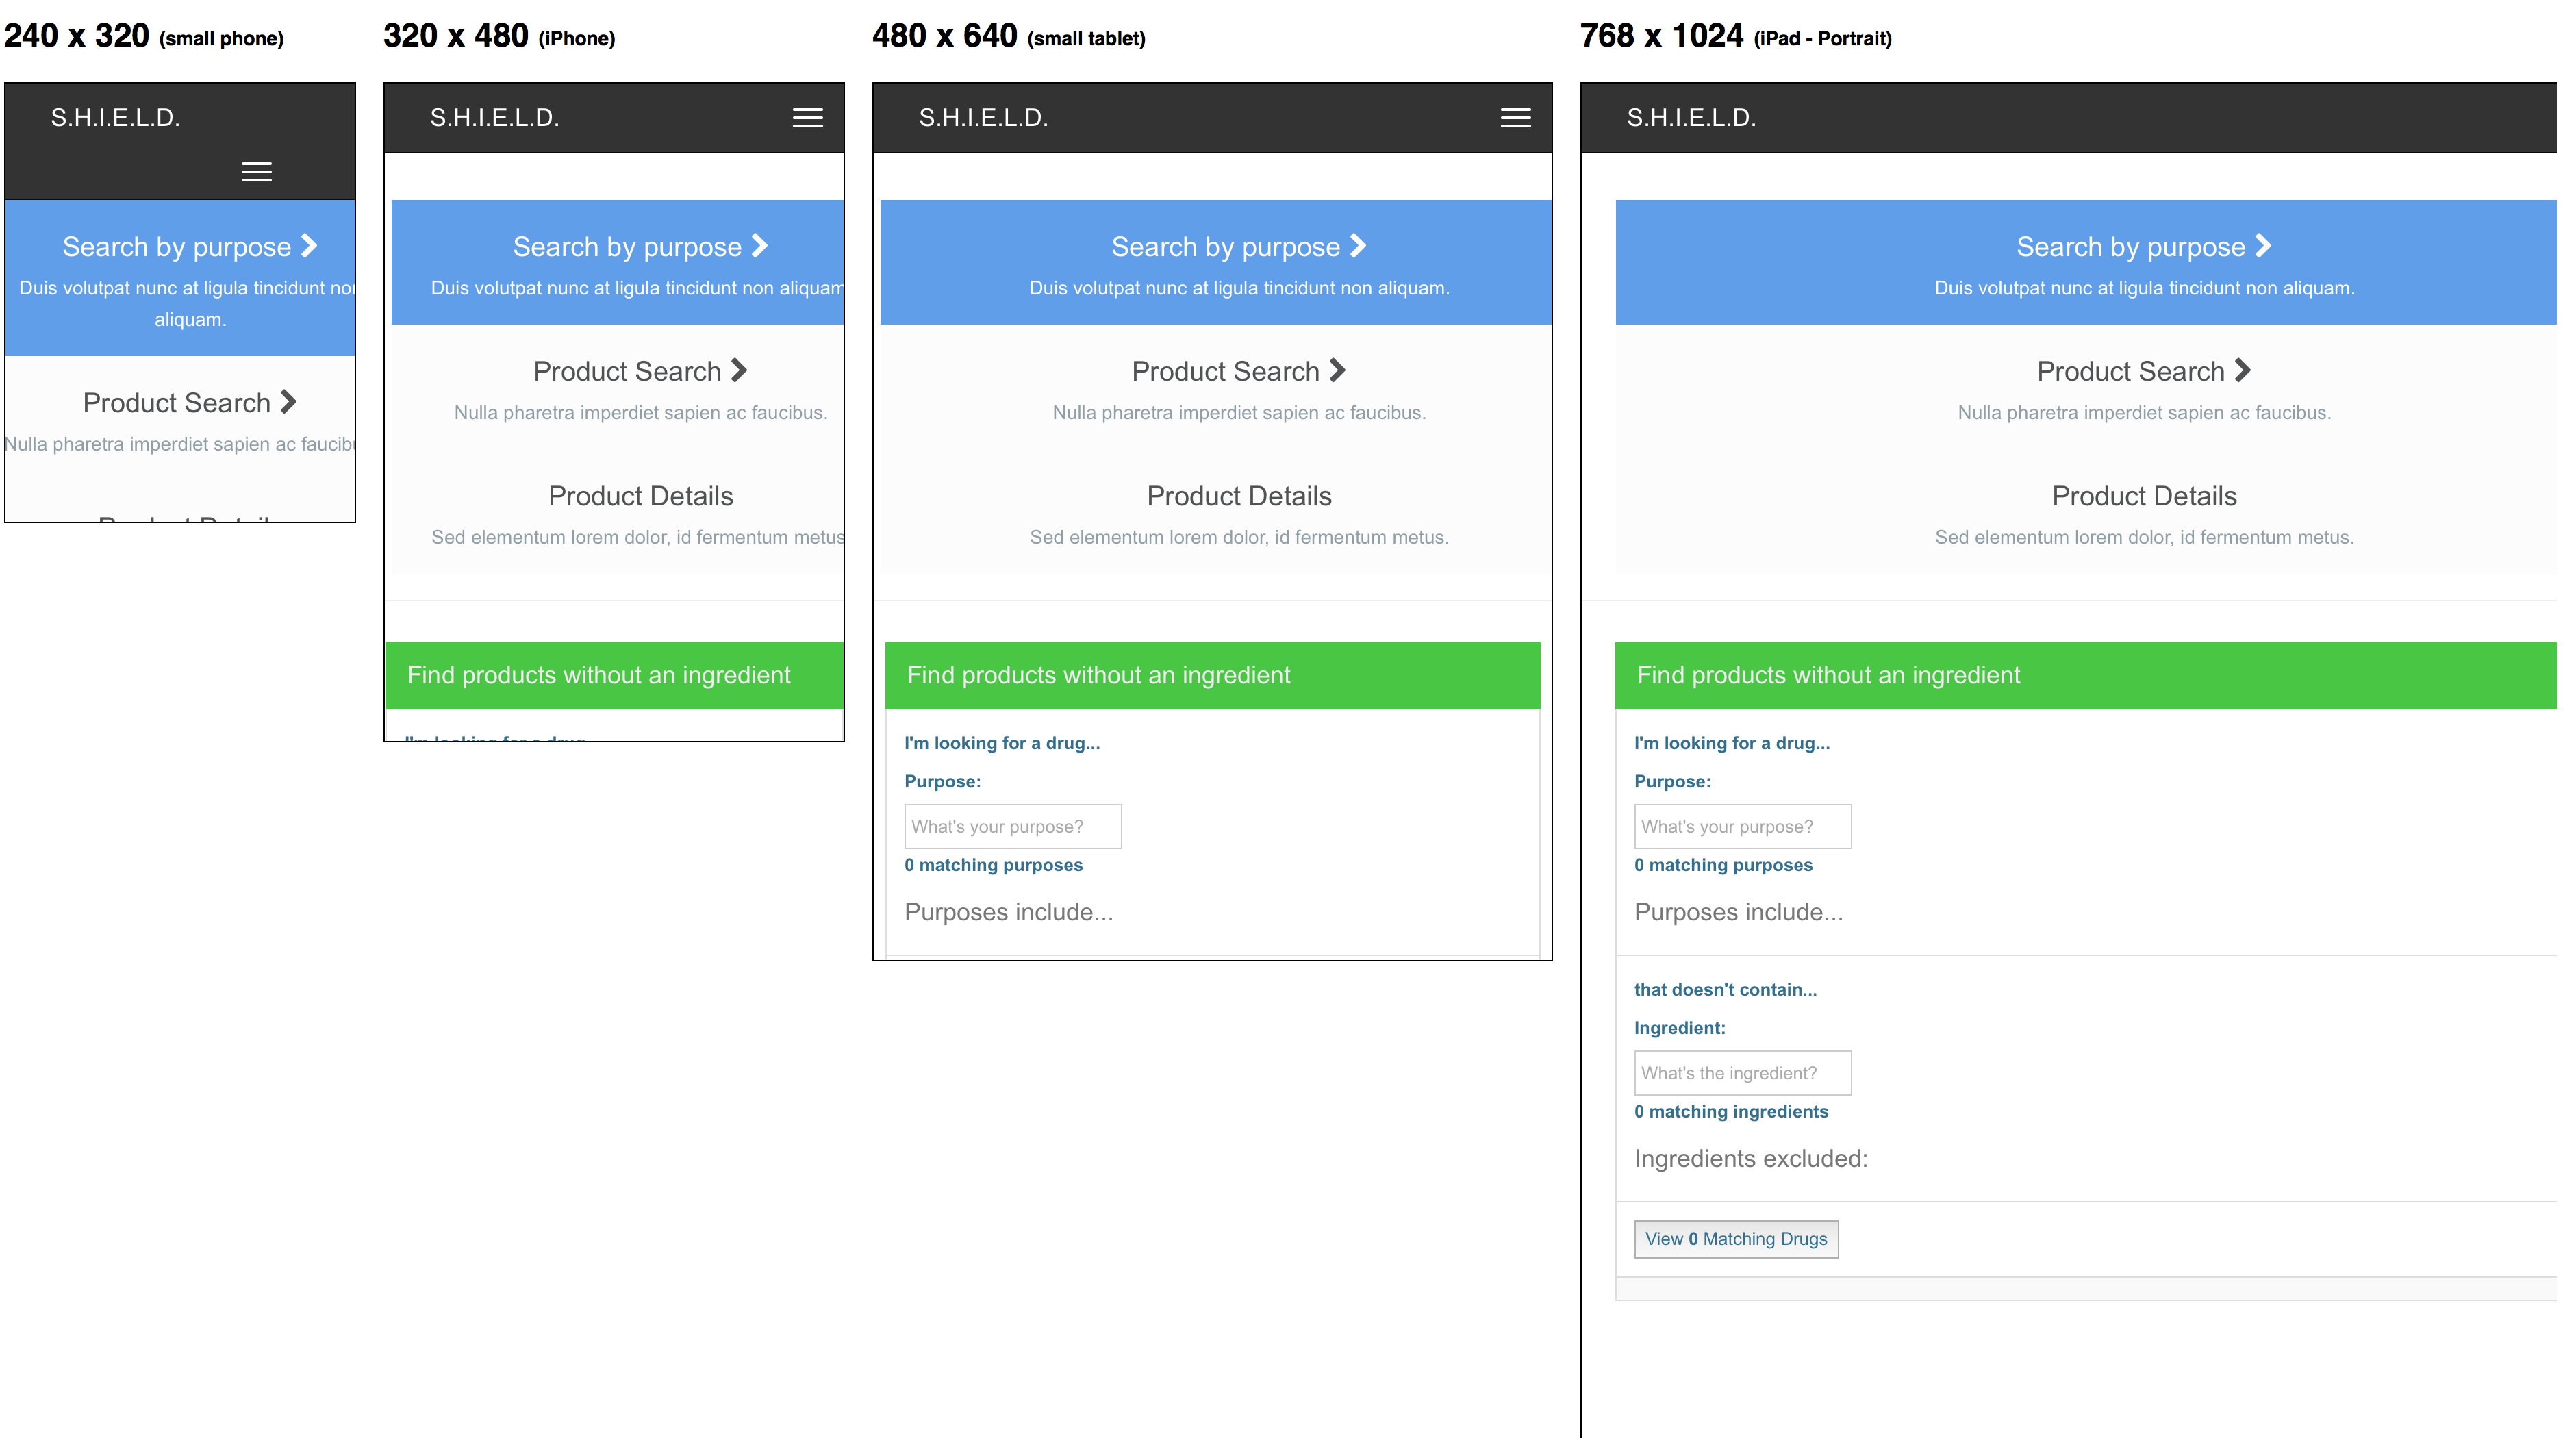 240 x 320 (small phone)
S.H.I.E.L.D.
Search by purpose
Duis volutpat nunc at ligula tincidunt
aliquam.
Product Search
Nulla pharetra imperdiet sapien ac
320 x 480 (iPhone)
S.H.I.E.L.D.
Search by purpose
Duis volutpat nunc at ligula tincidunt non aliquam
Product Search
Nulla pharetra imperdiet sapien ac faucibus.
Product Details
Sed elementum lorem dolor, id fermentum metus
Find products without an ingredient
480 x 640 (small tablet)
S.H.I.E.L.D.
Search by purpose
Duis volutpat nunc at ligula tincidunt non aliquam.
Product Search
Nulla pharetra imperdiet sapien ac faucibus.
Product Details
Sed elementum lorem dolor, id fermentum metus.
Find products without an ingredient
I'm looking for a drug...
Purpose:
What's your purpose?
0 matching purposes
Purposes include...
768 x 1024 (iPad - Portrait)
S.H.I.E.L.D.
Search by purpose
Duis volutpat nunc at ligula tincidunt non aliquam.
Product Search
Nulla pharetra imperdiet sapien ac faucibus.
Product Details
Sed elementum lorem dolor, id fermentum metus.
Find products without an ingredient
I'm looking for a drug...
Purpose:
What's your purpose?
0 matching purposes
Purposes include...
that doesn't contain...
Ingredient:
What's the ingredient?
0 matching ingredients
Ingredients excluded:
View 0 Matching Drugs